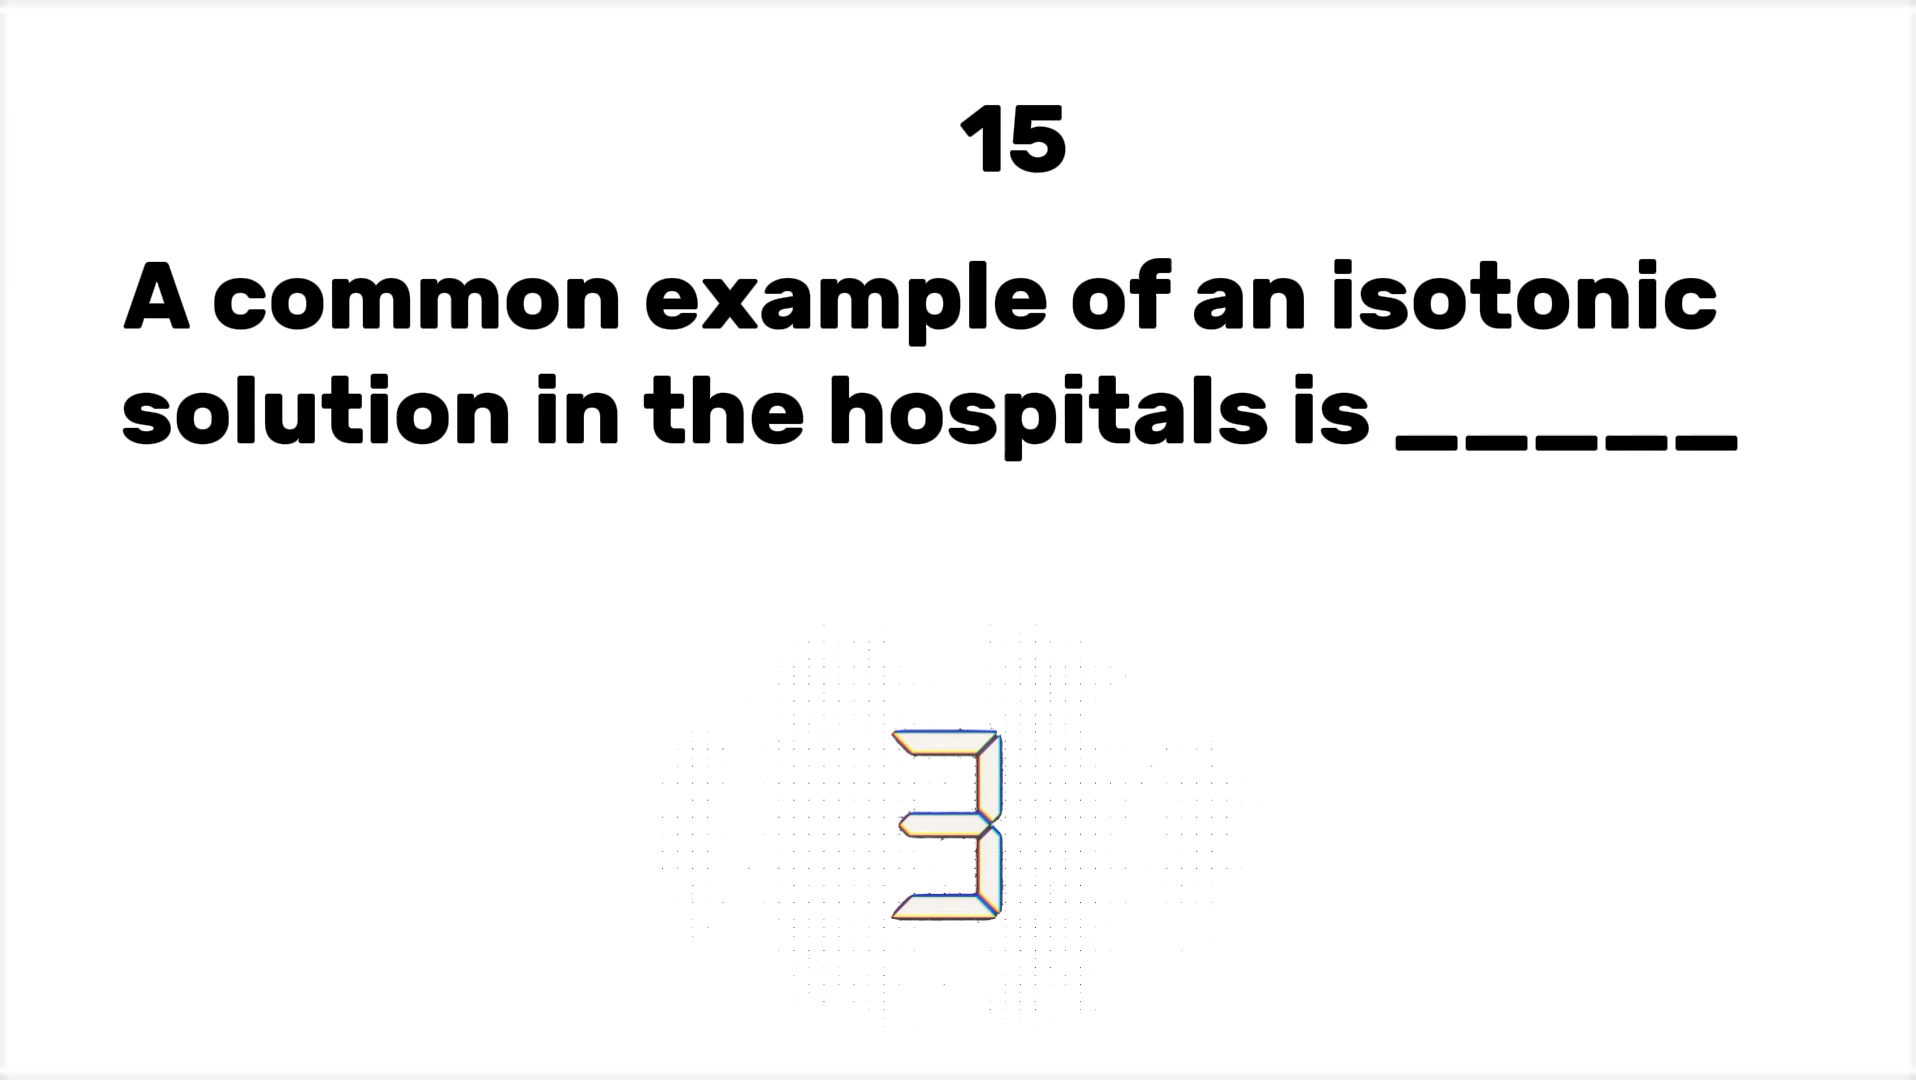 15
A common example of an isotonic
solution in the hospitals is _____
3